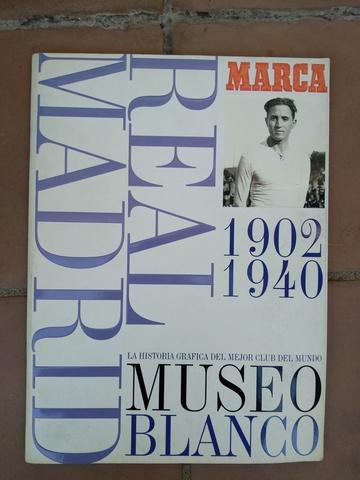 REAL
MADRID
MARCA
1902
1940
LA HISTORIA GRAFICA DEL MEJOR CLUB DEL MUNDO
MUSEO
BLANCO